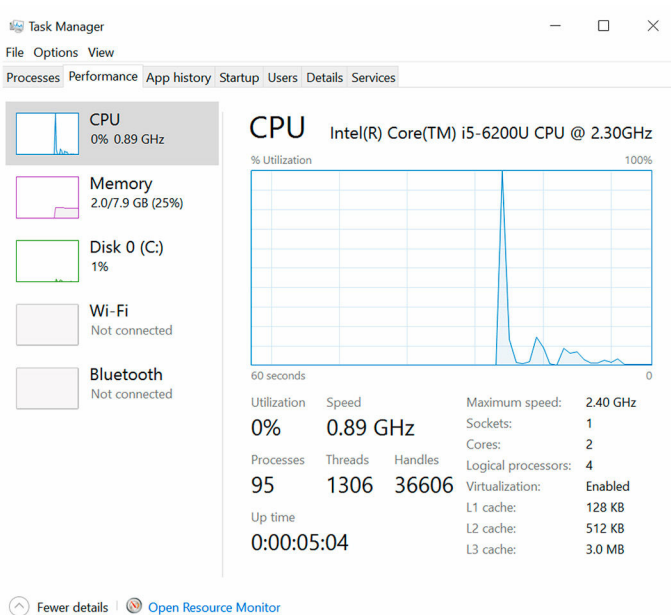 Task Manager
File Options View
Processes Performance App history Startup Users Details Services
CPU
0% 0.89 GHz
Memory
2.0/7.9 GB (25%)
Disk 0 (C:)
1%
Wi-Fi
Not connected
Bluetooth
Not connected
CPU Intel(R) Core(TM) i5-6200U CPU @ 2.30GHz
% Utilization 100%
60 seconds 0
Utilization Speed
0% 0.89 GHz
Processes Threads Handles
95 1306 36606
Up time
0:00:05:04
Maximum speed: 2.40 GHz
Sockets: 1
Cores: 2
Logical processors: 4
Virtualization: Enabled
L1 cache: 128 KB
L2 cache: 512 KB
L3 cache: 3.0 MB
Fewer details Open Resource Monitor